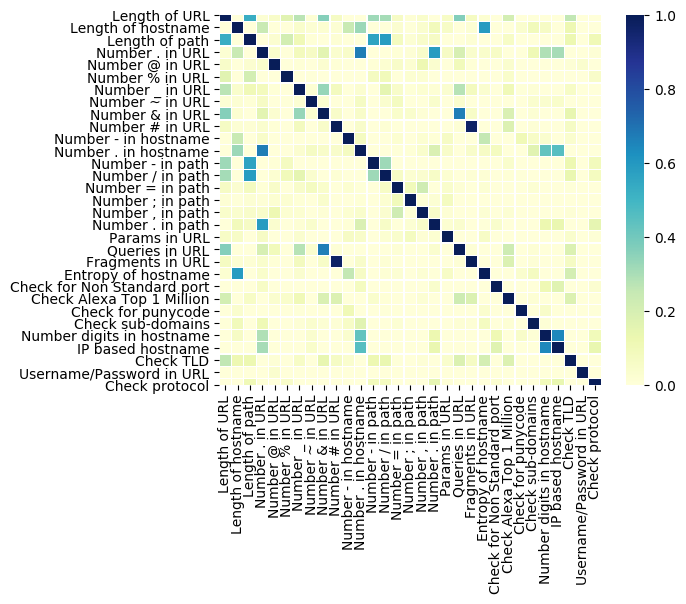 Length of URL
Length of hostname
Length of path
Number . in URL
Number @ in URL
Number % in URL
Number _ in URL
Number ~ in URL
Number & in URL
Number # in URL
Number - in hostname
Number . in hostname
Number - in path
Number / in path
Number = in path
Number ; in path
Number , in path
Number . in path
Params in URL
Queries in URL
Fragments in URL
Entropy of hostname
Check for Non Standard port
Check Alexa Top 1 Million
Check for punycode
Check sub-domains
Number digits in hostname
IP based hostname
Check TLD
Username/Password in URL
Check protocol
Length of URL
Length of hostname
Length of path
Number . in URL
Number @ in URL
Number % in URL
Number _ in URL
Number ~ in URL
Number & in URL
Number # in URL
Number - in hostname
Number . in hostname
Number - in path
Number / in path
Number = in path
Number ; in path
Number , in path
Number . in path
Params in URL
Queries in URL
Fragments in URL
Entropy of hostname
Check for Non Standard port
Check Alexa Top 1 Million
Check for punycode
Check sub-domains
Number digits in hostname
IP based hostname
Check TLD
Username/Password in URL
Check protocol
1.0
0.8
0.6
0.4
0.2
0.0